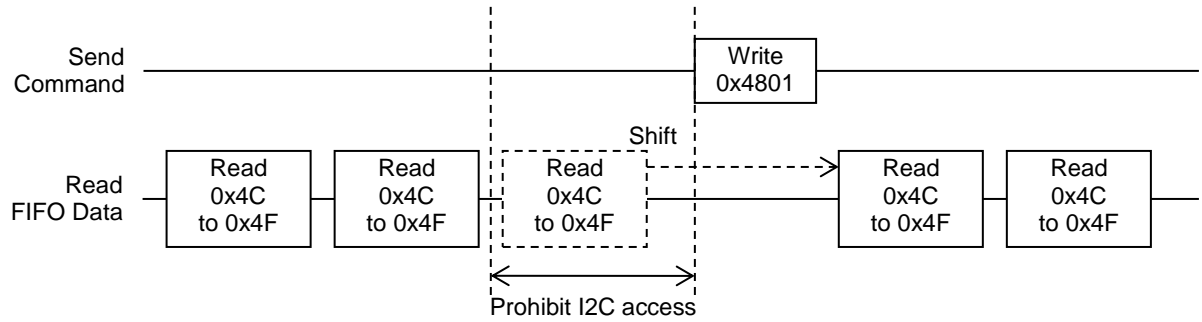 Send
Command
Write
0x4801
Shift
Read
FIFO Data
Read
0x4C
to 0x4F
Read
0x4C
to 0x4F
Read
0x4C
to 0x4F
Read
0x4C
to 0x4F
Read
0x4C
to 0x4F
Prohibit I2C access